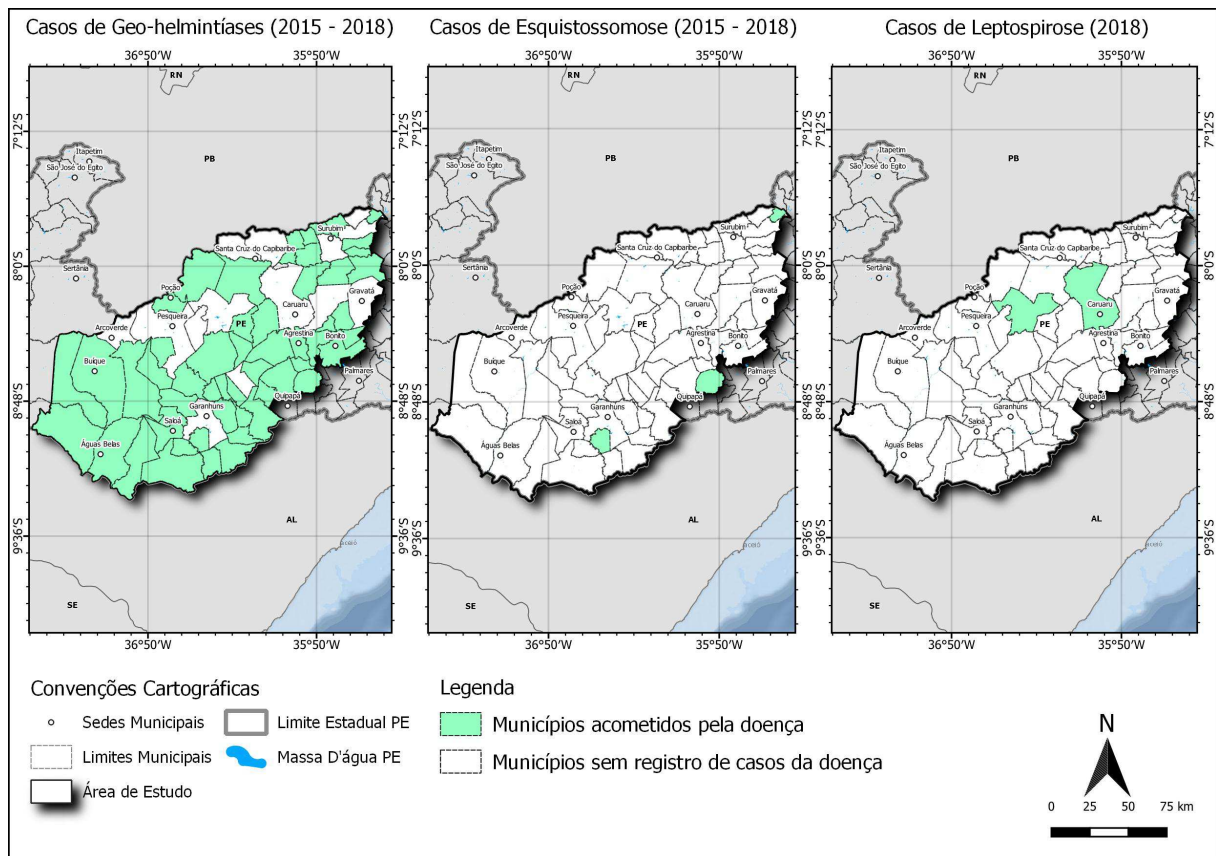 Casos de Geo-helmintíases (2015 - 2018)
Casos de Esquistossomose (2015 - 2018)
Casos de Leptospirose (2018)
36°50'O 35°50'O
36°50'O 35°50'O
36°50'O 35°50'O
RN
PB
Itapetim
São José do Egito
Surubim
Santa Cruz do Capibaribe
Sertânia
Poção
Gravatá
Caruaru
Pesqueira
PE
Arcoverde
Agrestina
Bonito
Buíque
Palmares
Quipapá
Garanhuns
Saloá
Águas Belas
AL
SE
7°12'S
8°0'S
8°48'S
9°36'S
36°50'O 35°50'O
RN
PB
Itapetim
São José do Egito
Surubim
Santa Cruz do Capibaribe
Sertânia
Poção
Gravatá
Caruaru
Pesqueira
PE
Arcoverde
Agrestina
Bonito
Buíque
Palmares
Quipapá
Garanhuns
Saloá
Águas Belas
AL
SE
7°12'S
8°0'S
8°48'S
9°36'S
36°50'O 35°50'O
RN
PB
Itapetim
São José do Egito
Surubim
Santa Cruz do Capibaribe
Sertânia
Poção
Gravatá
Caruaru
Pesqueira
PE
Arcoverde
Agrestina
Bonito
Buíque
Palmares
Quipapá
Garanhuns
Saloá
Águas Belas
AL
SE
7°12'S
8°0'S
8°48'S
9°36'S
36°50'O 35°50'O
Convenções Cartográficas
Sedes Municipais
Limite Estadual PE
Limites Municipais
Massa D'água PE
Área de Estudo
Legenda
Municípios acometidos pela doença
Municípios sem registro de casos da doença
N
0 25 50 75 km